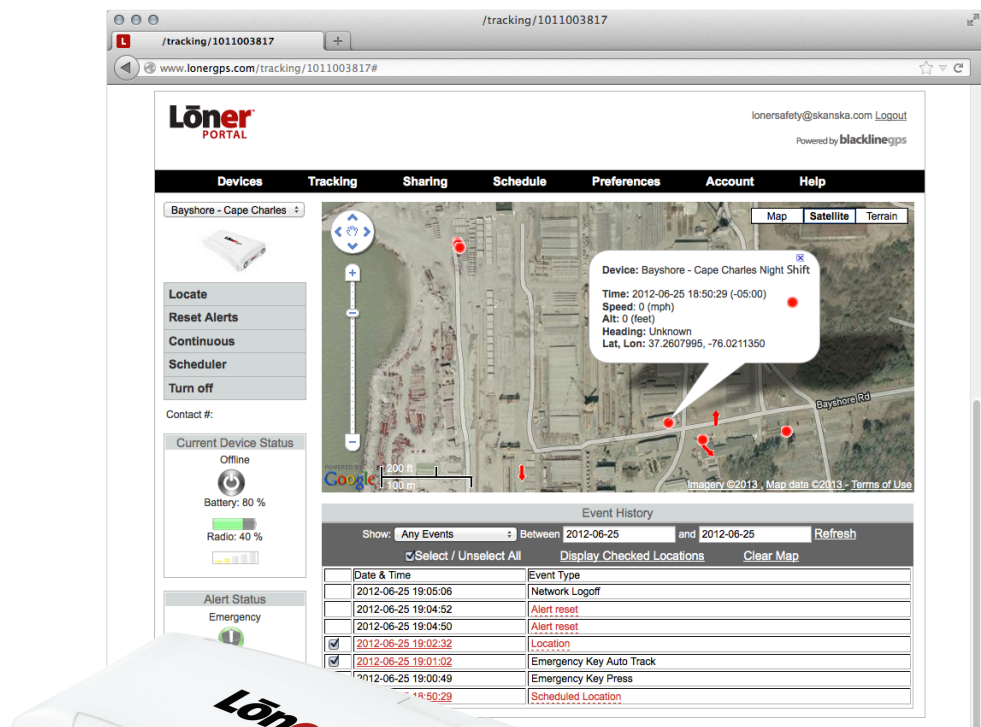 /tracking/1011003817
L /tracking/1011003817 +
www.lonergps.com/tracking/1011003817#
Lōner
PORTAL
lonersafety@skanska.com Logout
Powered by blacklinegps
Devices Tracking Sharing Schedule Preferences Account Help
Bayshore - Cape Charles
Map Satellite Terrain
Device: Bayshore - Cape Charles Night Shift
Time: 2012-06-25 18:50:29 (-05:00)
Speed: 0 (mph)
Alt: 0 (feet)
Heading: Unknown
Lat, Lon: 37.2607995, -76.0211350
Locate
Reset Alerts
Continuous
Scheduler
Turn off
Contact #:
Bayshore Rd
POWERED BY
Google
200 ft
100 m
Imagery ©2013 , Map data ©2013 - Terms of Use
Current Device Status
Offline
Battery: 80 %
Radio: 40 %
Alert Status
Emergency
Event History
Show: Any Events Between 2012-06-25 and 2012-06-25 Refresh
Select / Unselect All Display Checked Locations Clear Map
Date & Time Event Type
2012-06-25 19:05:06 Network Logoff
2012-06-25 19:04:52 Alert reset
2012-06-25 19:04:50 Alert reset
2012-06-25 19:02:32 Location
2012-06-25 19:01:02 Emergency Key Auto Track
2012-06-25 19:00:49 Emergency Key Press
18:50:29 Scheduled Location